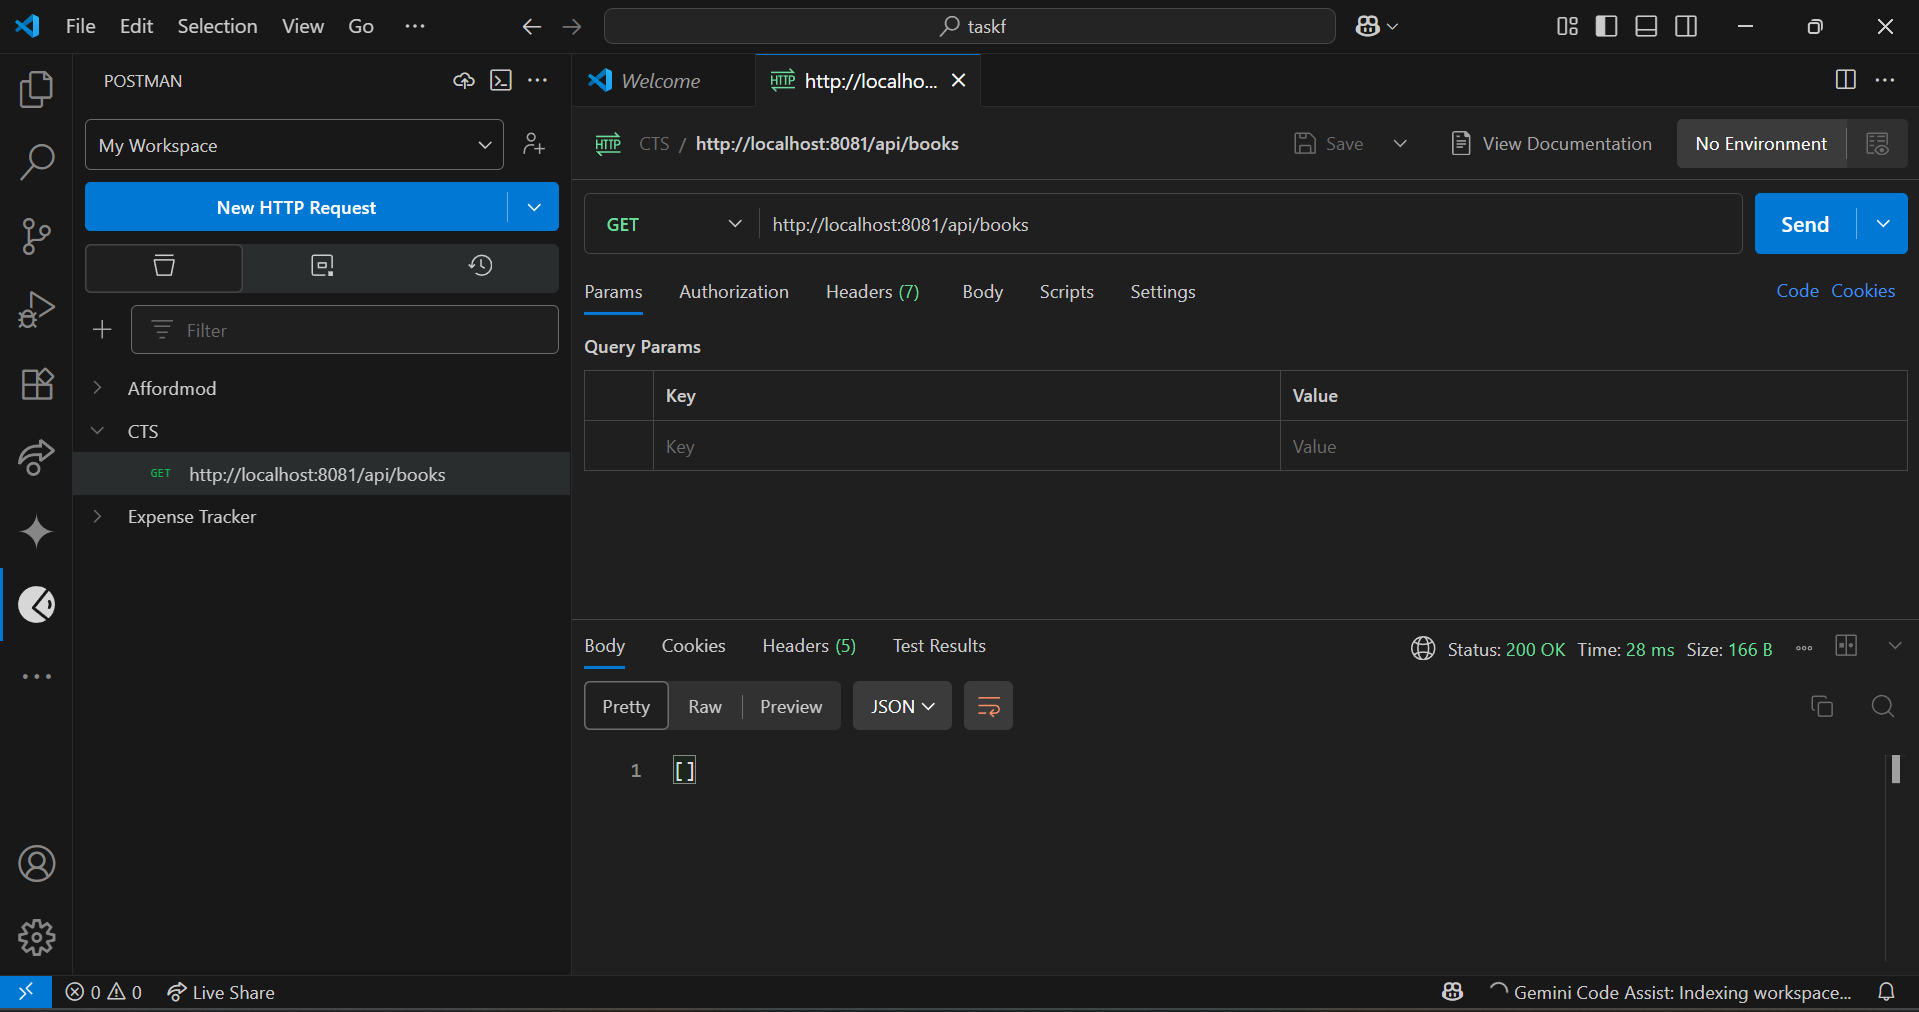 File Edit Selection View Go ··· taskf
POSTMAN
Welcome
http://localho...
My Workspace
HTTP CTS / http://localhost:8081/api/books Save View Documentation No Environment
New HTTP Request
GET http://localhost:8081/api/books Send
Params Authorization Headers (7) Body Scripts Settings Code Cookies
Filter
Query Params
Key Value
Key Value
Affordmod
CTS
GET http://localhost:8081/api/books
Expense Tracker
Body Cookies Headers (5) Test Results Status: 200 OK Time: 28 ms Size: 166 B
Pretty Raw Preview JSON
1 []
0 0 Live Share Gemini Code Assist: Indexing workspace...